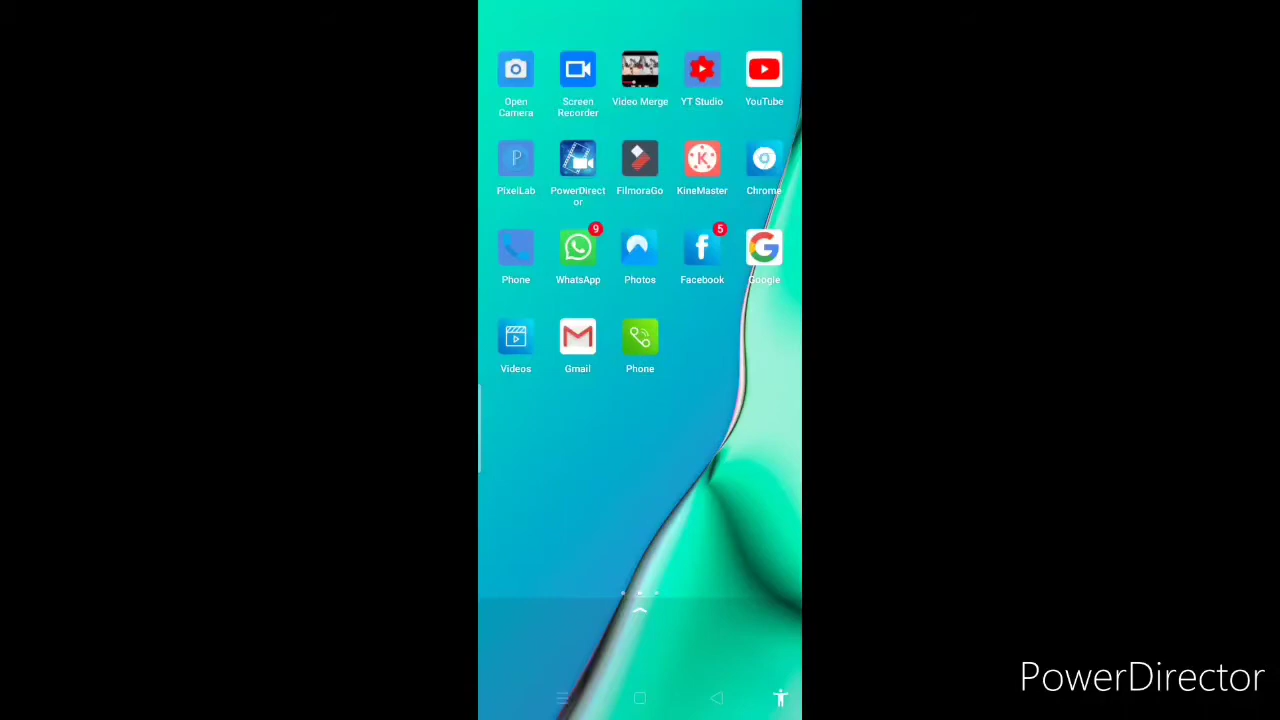 Open
Camera
Screen
Recorder
Video Merge
YT Studio
YouTube
P
PixelLab
PowerDirect
or
FilmoraGo
K
KineMaster
Chrome
Phone
9
WhatsApp
Photos
5
f
Facebook
G
Google
Videos
M
Gmail
Phone
PowerDirector